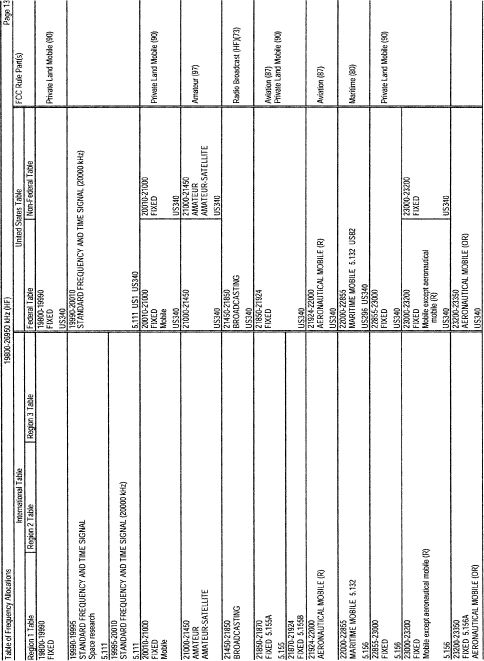 Table of Frequency Allocations 19800-26950 kHz (HF) Page 13
International Table United States Table FCC Rule Part(s)
Region 1 Table Region 2 Table Region 3 Table Federal Table Non-Federal Table
19800-19990
FIXED
19800-19990
FIXED
US340
Private Land Mobile (90)
19990-19995
STANDARD FREQUENCY AND TIME SIGNAL
Space research
5.111
19995-20010
STANDARD FREQUENCY AND TIME SIGNAL (20000 kHz)
5.111
19990-20010
STANDARD FREQUENCY AND TIME SIGNAL (20000 kHz)
5.111 US1 US340
20010-21000
FIXED
Mobile
20010-21000
FIXED
Mobile
US340
20010-21000
FIXED
US340
Private Land Mobile (90)
21000-21450
AMATEUR
AMATEUR-SATELLITE
21000-21450
US340
21000-21450
AMATEUR
AMATEUR-SATELLITE
US340
Amateur (97)
21450-21850
BROADCASTING
21450-21850
BROADCASTING
US340
Radio Broadcast (HF)(73)
21850-21870
FIXED 5.155A
5.155
21870-21924
FIXED 5.155B
21850-21924
FIXED
US340
Aviation (87)
Private Land Mobile (90)
21924-22000
AERONAUTICAL MOBILE (R)
21924-22000
AERONAUTICAL MOBILE (R)
US340
Aviation (87)
22000-22855
MARITIME MOBILE 5.132
5.156
22000-22855
MARITIME MOBILE 5.132 US82
US296 US340
Maritime (80)
22855-23000
FIXED
5.156
22855-23000
FIXED
US340
Private Land Mobile (90)
23000-23200
FIXED
Mobile except aeronautical mobile (R)
5.156
23000-23200
FIXED
Mobile except aeronautical
mobile (R)
US340
23000-23200
FIXED
US340
23200-23350
FIXED 5.156A
AERONAUTICAL MOBILE (OR)
23200-23350
AERONAUTICAL MOBILE (OR)
US340